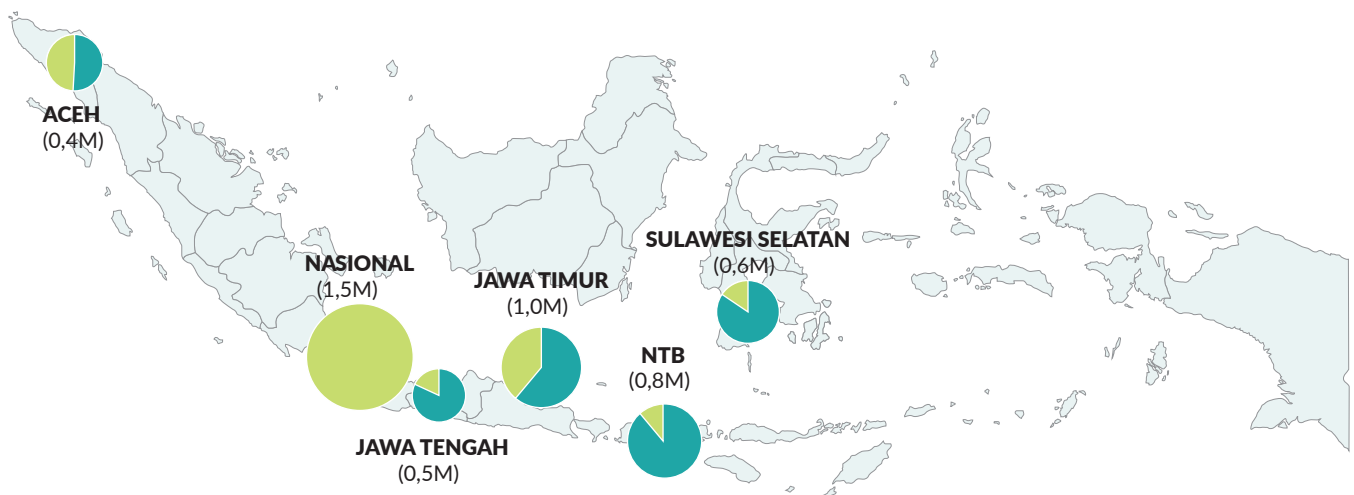 ACEH
(0,4M)
NASIONAL
(1,5M)
JAWA TIMUR
(1,0M)
SULAWESI SELATAN
(0,6M)
NTB
(0,8M)
JAWA TENGAH
(0,5M)